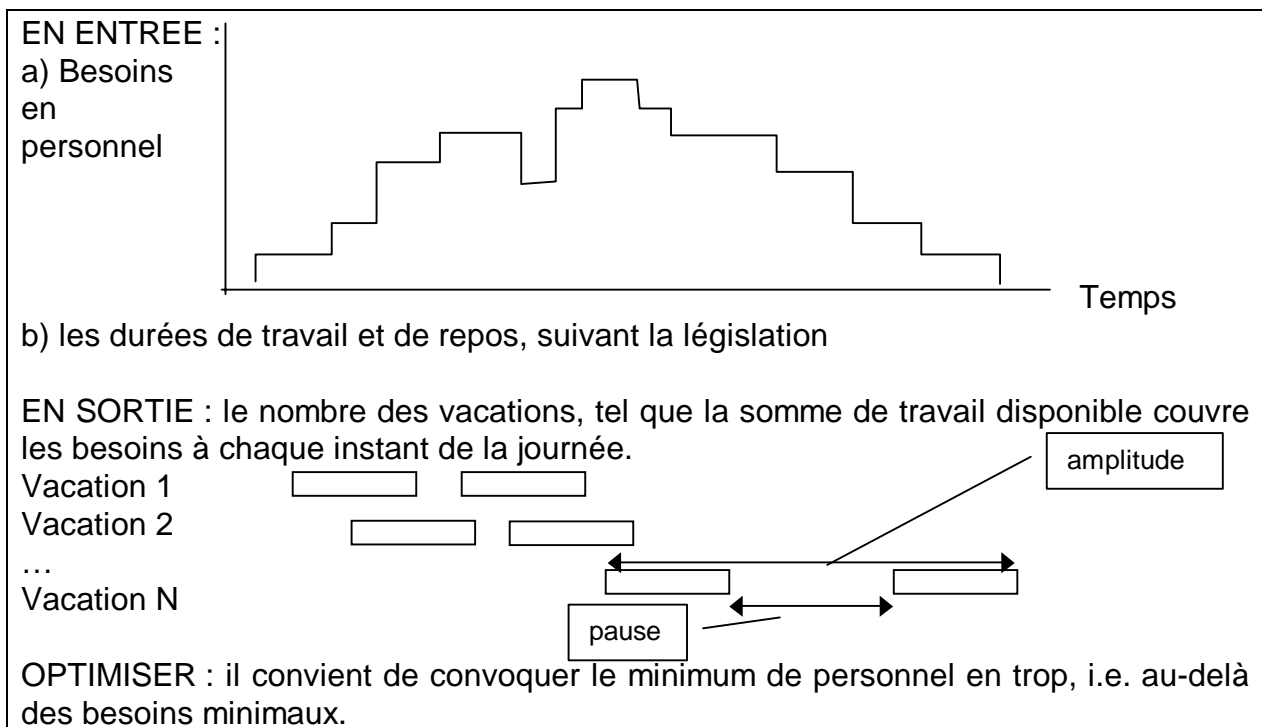 EN ENTREE :
a) Besoins
en
personnel
Temps
b) les durées de travail et de repos, suivant la législation
EN SORTIE : le nombre des vacations, tel que la somme de travail disponible couvre
les besoins à chaque instant de la journée.
amplitude
Vacation 1
Vacation 2
…
Vacation N
pause
OPTIMISER : il convient de convoquer le minimum de personnel en trop, i.e. au-delà
des besoins minimaux.